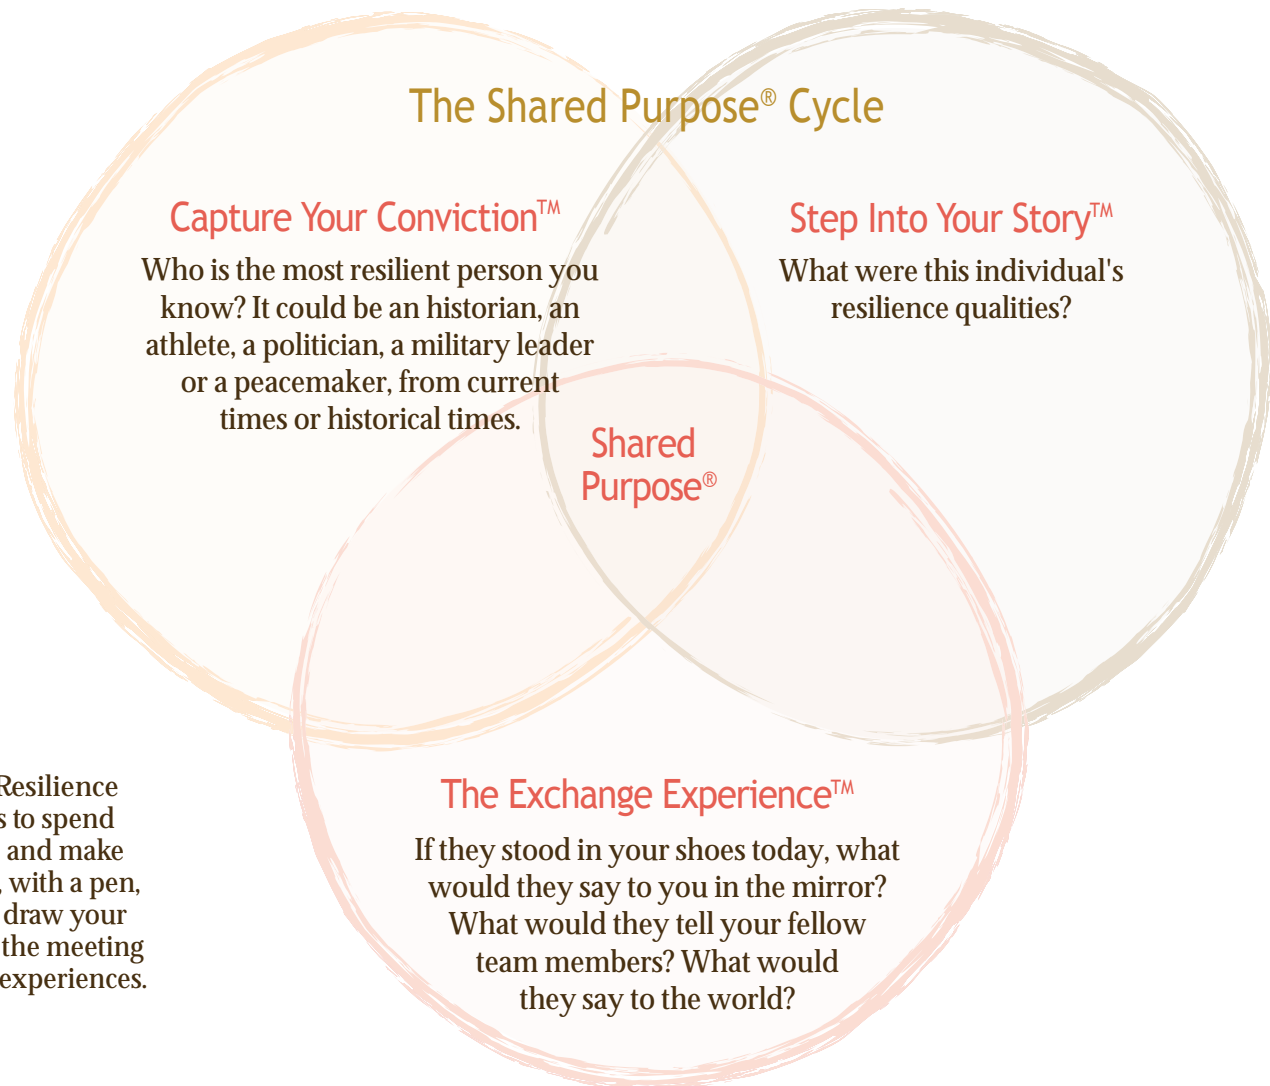 The Shared Purpose® Cycle
Capture Your Conviction™
Who is the most resilient person you
know? It could be an historian, an
athlete, a politician, a military leader
or a peacemaker, from current
times or historical times.
Step Into Your Story™
What were this individual's
resilience qualities?
Shared
Purpose®
The Exchange Experience™
If they stood in your shoes today, what
would they say to you in the mirror?
What would they tell your fellow
team members? What would
they say to the world?
Resilience
s to spend
and make
, with a pen,
draw your
the meeting
experiences.